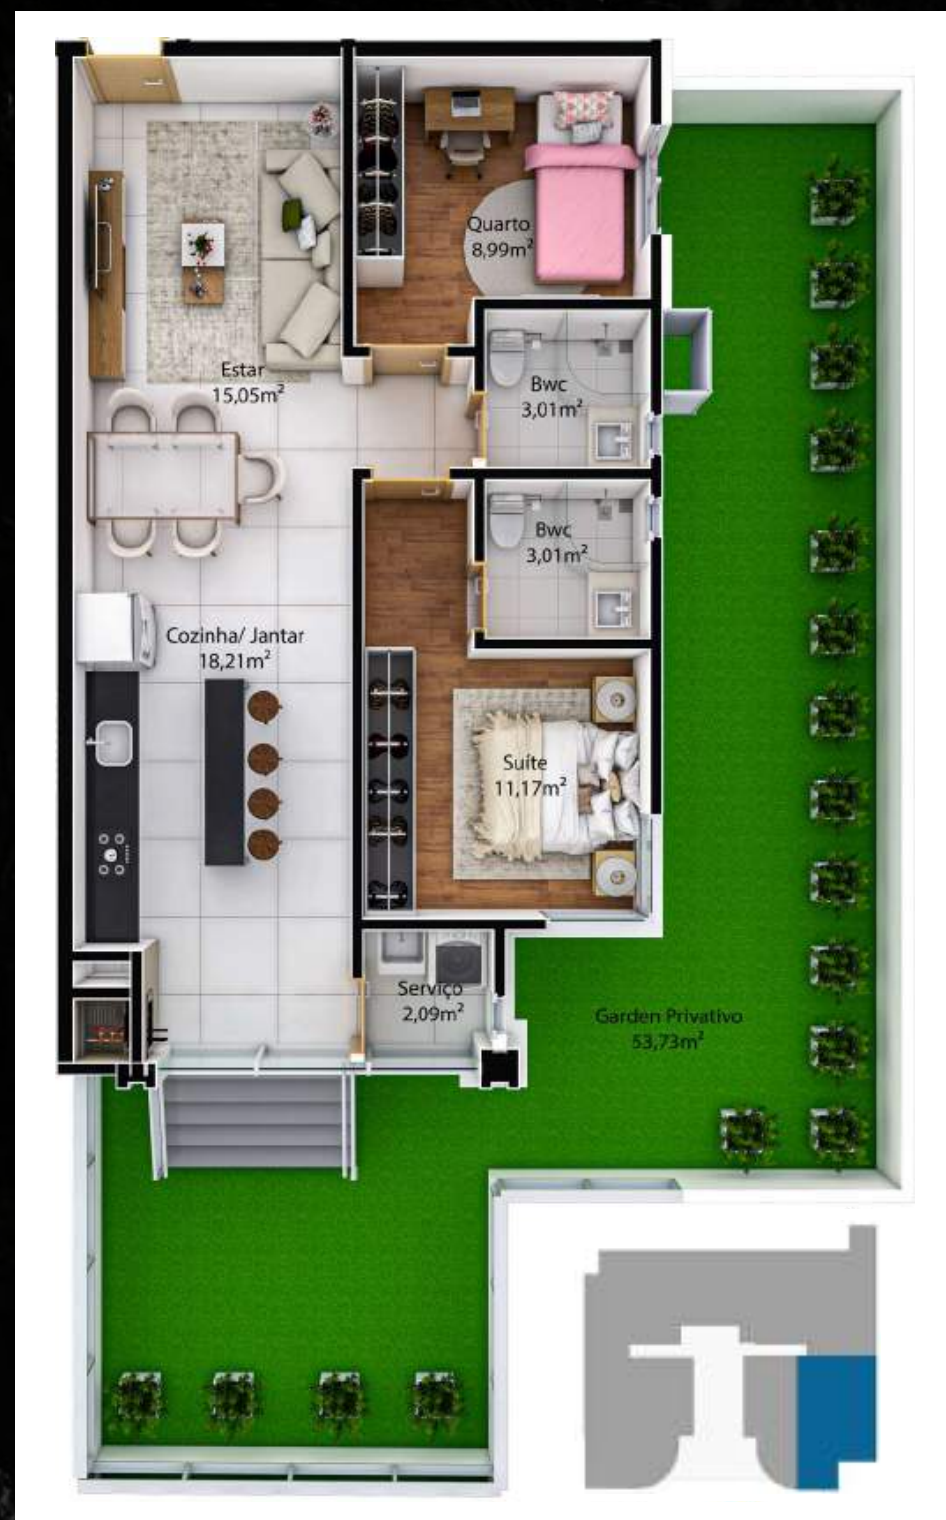 Quarto
8,99m²
Estar
15,05m²
Bwc
3,01m²
Bwc
3,01m²
Cozinha/ Jantar
18,21m²
Suíte
11,17m²
Serviço
2,09m²
Garden Privativo
53,73m²